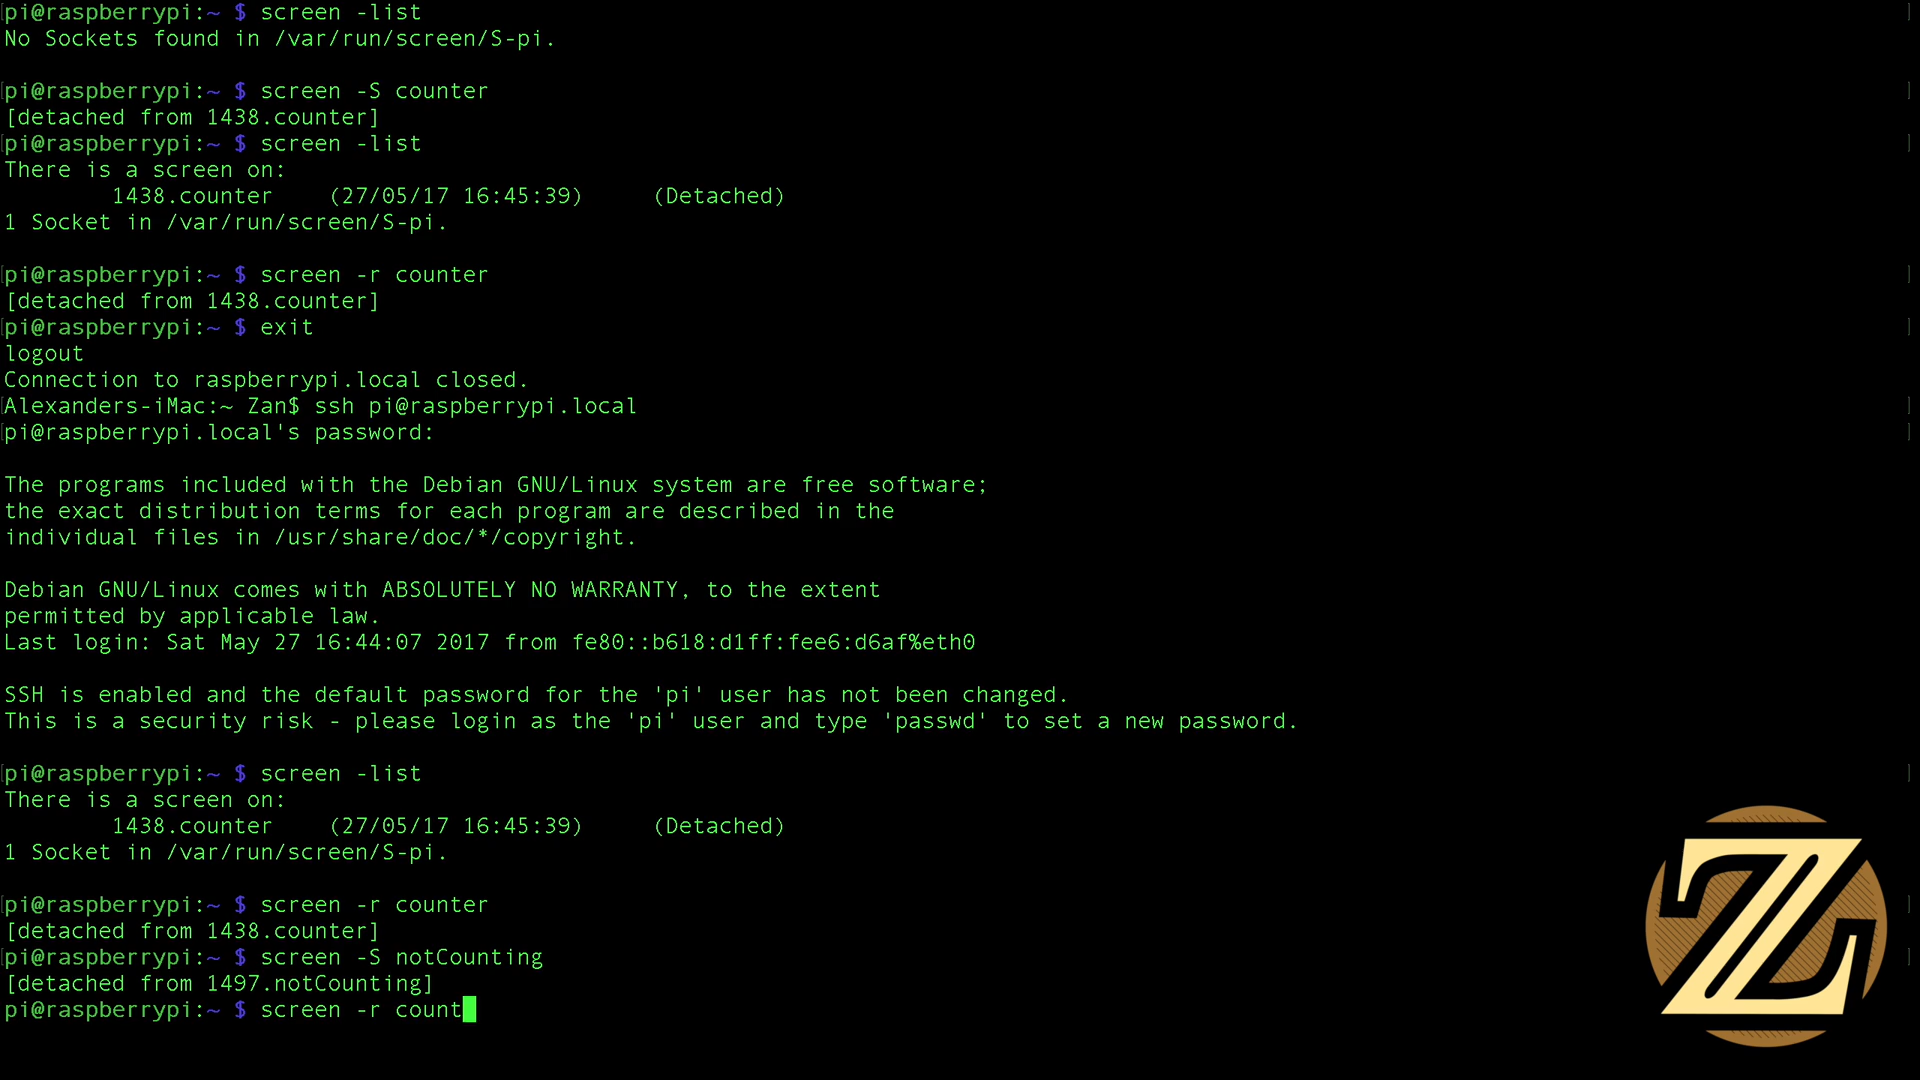 pi@raspberrypi:~ $ screen -list
No Sockets found in /var/run/screen/S-pi.
pi@raspberrypi:~ $ screen -S counter
[detached from 1438.counter]
pi@raspberrypi:~ $ screen -list
There is a screen on:
1438.counter (27/05/17 16:45:39) (Detached)
1 Socket in /var/run/screen/S-pi.
pi@raspberrypi:~ $ screen -r counter
[detached from 1438.counter]
pi@raspberrypi:~ $ exit
logout
Connection to raspberrypi.local closed.
Alexanders-iMac:~ Zan$ ssh pi@raspberrypi.local
pi@raspberrypi.local's password:
The programs included with the Debian GNU/Linux system are free software;
the exact distribution terms for each program are described in the
individual files in /usr/share/doc/*/copyright.
Debian GNU/Linux comes with ABSOLUTELY NO WARRANTY, to the extent
permitted by applicable law.
Last login: Sat May 27 16:44:07 2017 from fe80::b618:d1ff:fee6:d6af%eth0
SSH is enabled and the default password for the 'pi' user has not been changed.
This is a security risk - please login as the 'pi' user and type 'passwd' to set a new password.
pi@raspberrypi:~ $ screen -list
There is a screen on:
1438.counter (27/05/17 16:45:39) (Detached)
1 Socket in /var/run/screen/S-pi.
pi@raspberrypi:~ $ screen -r counter
[detached from 1438.counter]
pi@raspberrypi:~ $ screen -S notCounting
[detached from 1497.notCounting]
pi@raspberrypi:~ $ screen -r count
Z